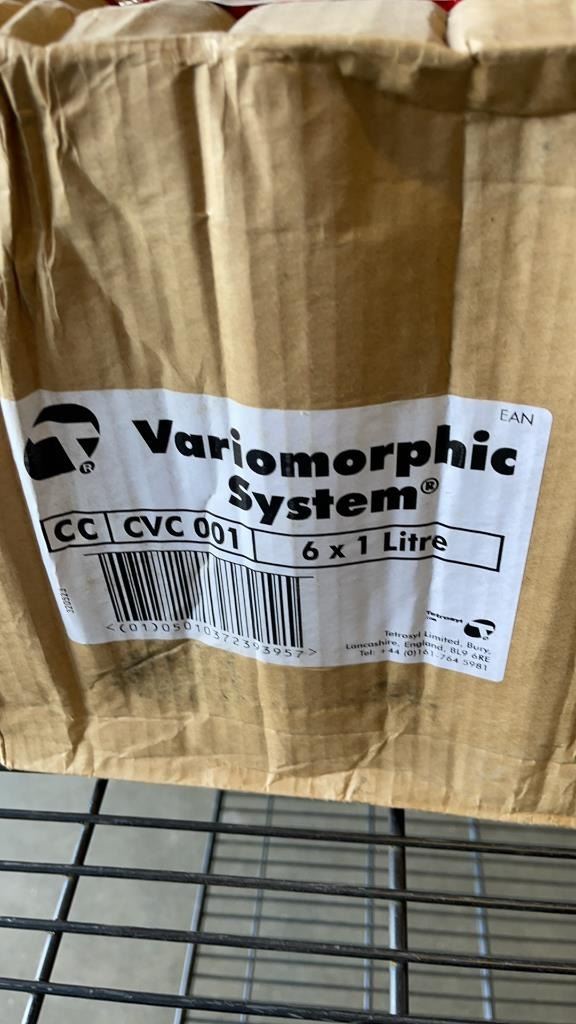 EAN
Variomorphic
System®
CC CVC 001 6 x 1 Litre
<(01)05010372393957>
320523
Tetrosyl
Tetrosyl Limited, Bury,
Lancashire, England, BL9 6RE
Tel: +44 (0)161-764 5981